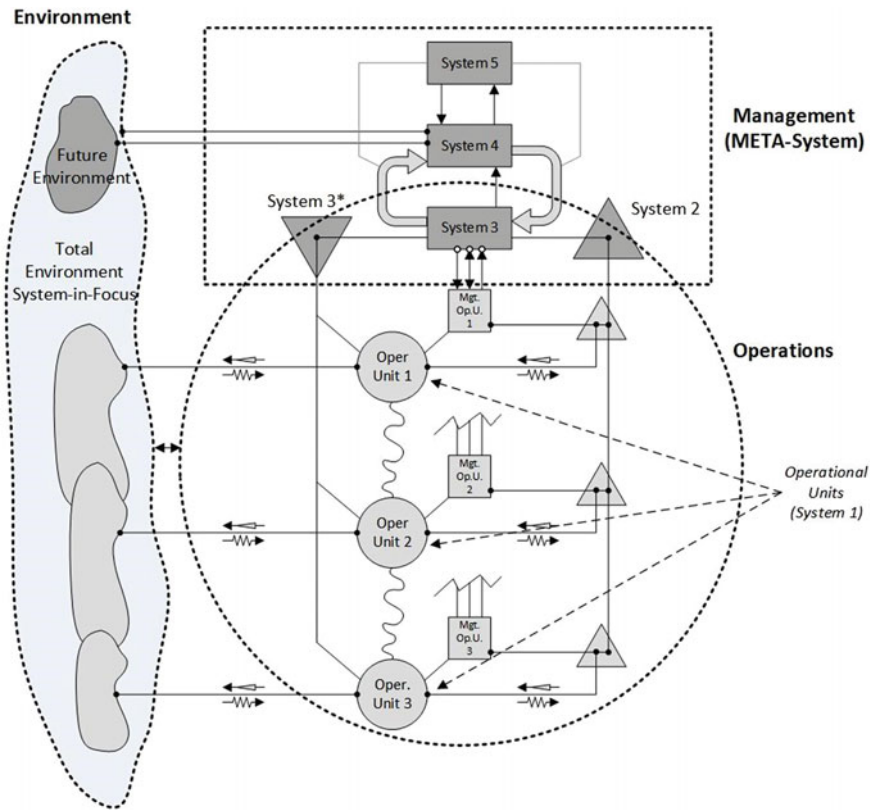 Environment
System 5
Management
(META-System)
System 4
Future
Environment
System 3*
System 2
System 3
Total
Environment
System-in-Focus
Mgt.
Op.U.
1
Oper
Unit 1
Operations
Mgt.
Op.U.
2
Operational
Units
(System 1)
Oper
Unit 2
Mgt.
Op.U.
3
Oper.
Unit 3